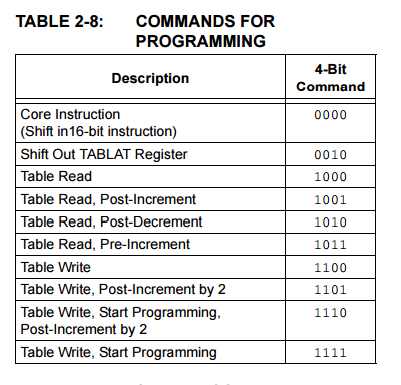 TABLE 2-8: COMMANDS FOR
PROGRAMMING
Description
4-Bit
Command
Core Instruction
(Shift in16-bit instruction)
0000
Shift Out TABLAT Register 0010
Table Read 1000
Table Read, Post-Increment 1001
Table Read, Post-Decrement 1010
Table Read, Pre-Increment 1011
Table Write 1100
Table Write, Post-Increment by 2 1101
Table Write, Start Programming,
Post-Increment by 2
1110
Table Write, Start Programming 1111